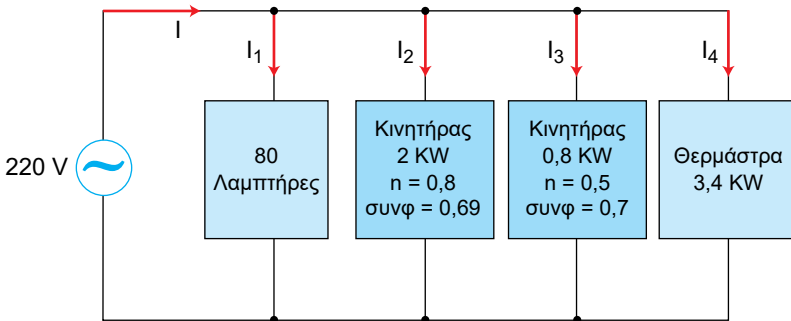 I
I1
I2
I3
I4
220 V
80
Λαμπτήρες
Κινητήρας
2 KW
n = 0,8
συνφ = 0,69
Κινητήρας
0,8 KW
n = 0,5
συνφ = 0,7
Θερμάστρα
3,4 KW